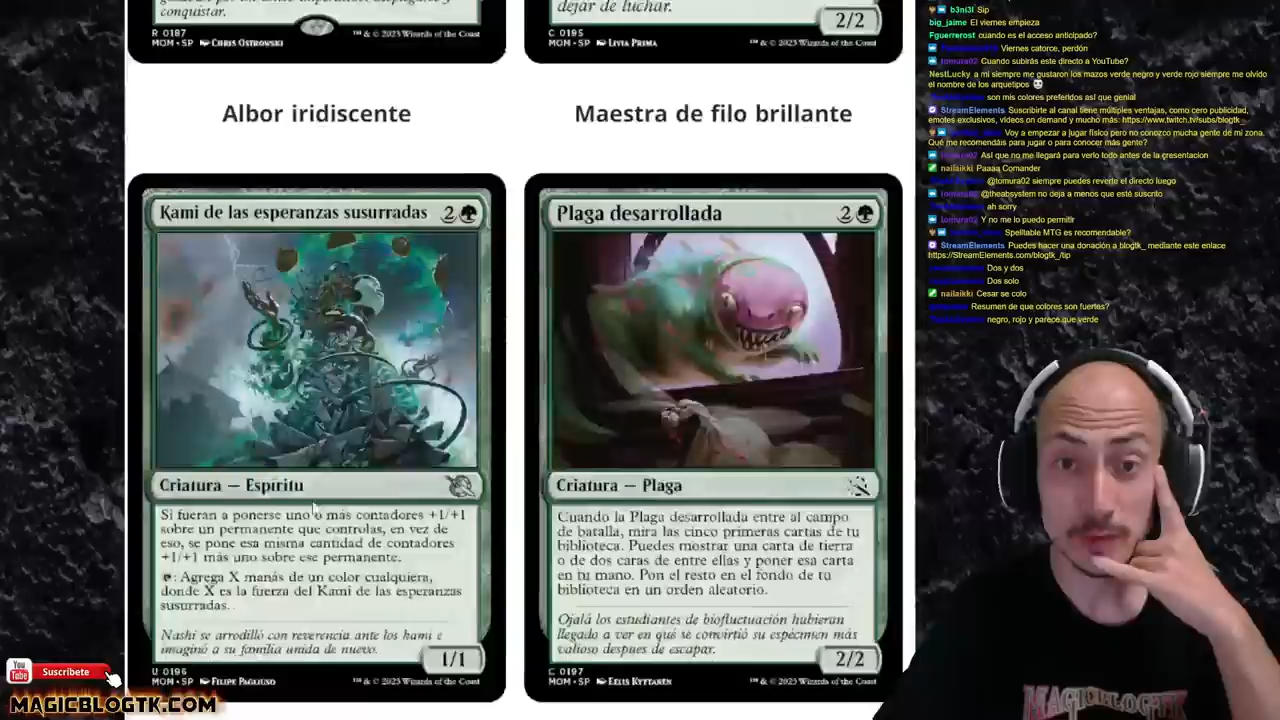 conquistar.
R 0187
MOM • SP CHRIS OSTROWSKI
™ & © 2023 Wizards of the Coast
dejar de luchar.
2/2
C 0195
MOM • SP LIVIA PRIMA
™ & © 2023 Wizards of the Coast
Albor iridiscente
Maestra de filo brillante
Kami de las esperanzas susurradas 2
Criatura — Espíritu
Si fueran a ponerse uno o más contadores +1/+1
sobre un permanente que controlas, en vez de
eso, se pone esa misma cantidad de contadores
+1/+1 más uno sobre ese permanente.
: Agrega X manás de un color cualquiera,
donde X es la fuerza del Kami de las esperanzas
susurradas.
Nashi se arrodilló con reverencia ante los kami e
imaginó a su familia unida de nuevo.
1/1
U 0196
MOM • SP FILIPE PAGLIUSO
™ & © 2023 Wizards of the Coast
Plaga desarrollada 2
Criatura — Plaga
Cuando la Plaga desarrollada entre al campo
de batalla, mira las cinco primeras cartas de tu
biblioteca. Puedes mostrar una carta de tierra
o de dos caras de entre ellas y poner esa carta
en tu mano. Pon el resto en el fondo de tu
biblioteca en un orden aleatorio.
Ojalá los estudiantes de biofluctuación hubieran
llegado a ver en qué se convirtió su espécimen más
valioso después de escapar.
2/2
C 0197
MOM • SP
™ & © 2023 Wizards of the Coast
b3ni3l Sip
big_jaime El viernes empieza
Fguerrerost cuando es el acceso anticipado?
Viernes catorce, perdón
tomura02 Cuando subirás este directo a YouTube?
NestLucky a mi siempre me gustaron los mazos verde negro y verde rojo siempre me olvido
el nombre de los arquetipos
son mis colores preferidos así que genial
StreamElements Suscribirte al canal tiene múltiples ventajas, como cero publicidad,
emotes exclusivos, vídeos on demand y mucho más: https://www.twitch.tv/subs/blogtk_
Voy a empezar a jugar físico pero no conozco mucha gente de mi zona.
Qué me recomendáis para jugar o para conocer más gente?
tomura02 Así que no me llegará para verlo todo antes de la presentacion
nailaikki Paaaa Comander
@tomura02 siempre puedes reverte el directo luego
tomura02 @theabsystem no deja a menos que esté suscrito
ah sorry
tomura02 Y no me lo puedo permitir
Spelltable MTG es recomendable?
StreamElements Puedes hacer una donación a blogtk_ mediante este enlace
https://StreamElements.com/blogtk_/tip
Dos y dos
Dos solo
nailaikki Cesar se colo
Resumen de que colores son fuertes?
negro, rojo y parece que verde
You
Tube
Suscribete
MAGICBLOGTK.COM
MAGICBLOGTK